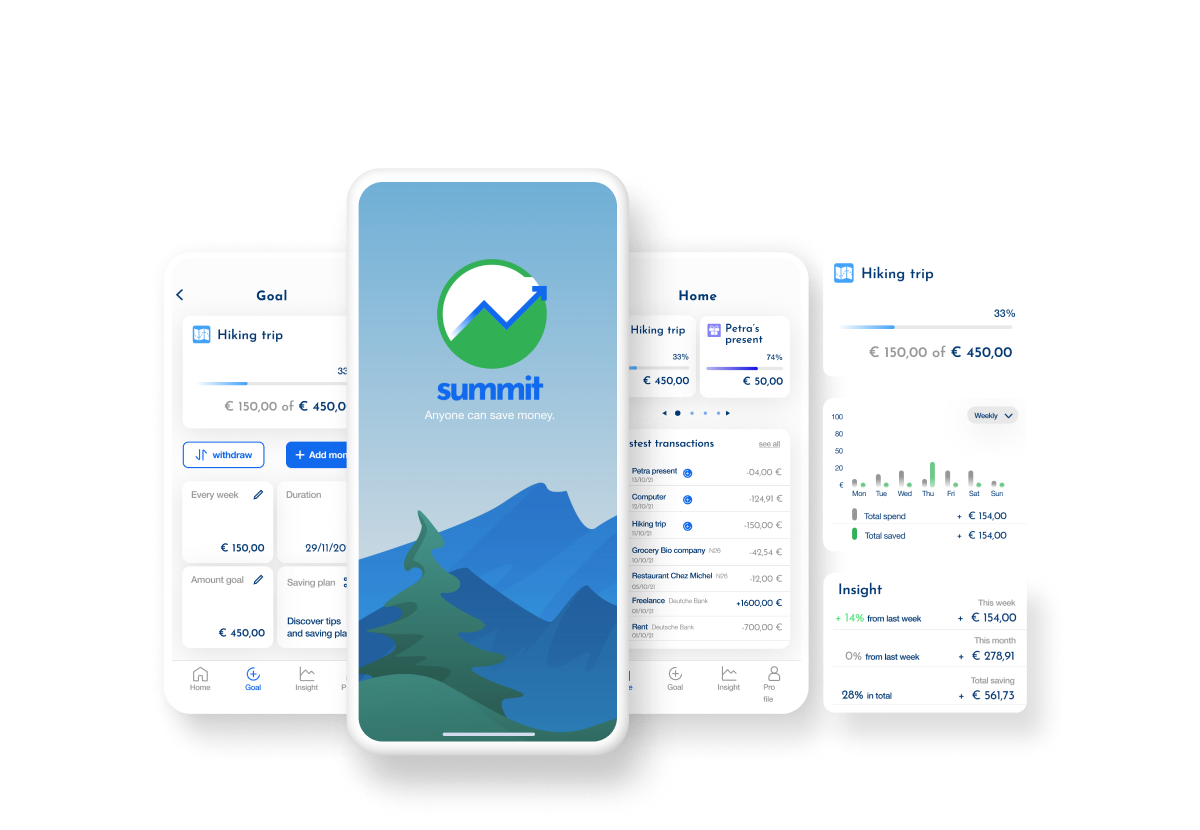 Goal
Hiking trip
€ 150,00 of € 450,0
withdraw
+ Add mon
Every week
€ 150,00
Duration
29/11/20
Amount goal
€ 450,00
Saving plan
Discover tips
and saving pla
Home
Goal
Insight
P
summit
Anyone can save money.
Home
Hiking trip
33%
€ 450,00
Petra's
present
74%
€ 50,00
stest transactions
see all
Petra present
-04,00 €
13/10/21
Computer
-124,91 €
12/10/21
Hiking trip
-150,00 €
11/10/21
Grocery Bio company N26
-42,54 €
10/10/21
Restaurant Chez Michel N26
-12,00 €
05/10/21
Freelance Deutche Bank
+1600,00 €
01/10/21
Rent Deutsche Bank
-700,00 €
01/10/21
e
Goal
Insight
Pro
file
Hiking trip
33%
€ 150,00 of € 450,00
Weekly
100
80
50
20
€
Mon Tue Wed Thu Fri Sat Sun
Total spend + € 154,00
Total saved + € 154,00
Insight
This week
+ 14% from last week + € 154,00
This month
0% from last week + € 278,91
Total saving
28% in total + € 561,73